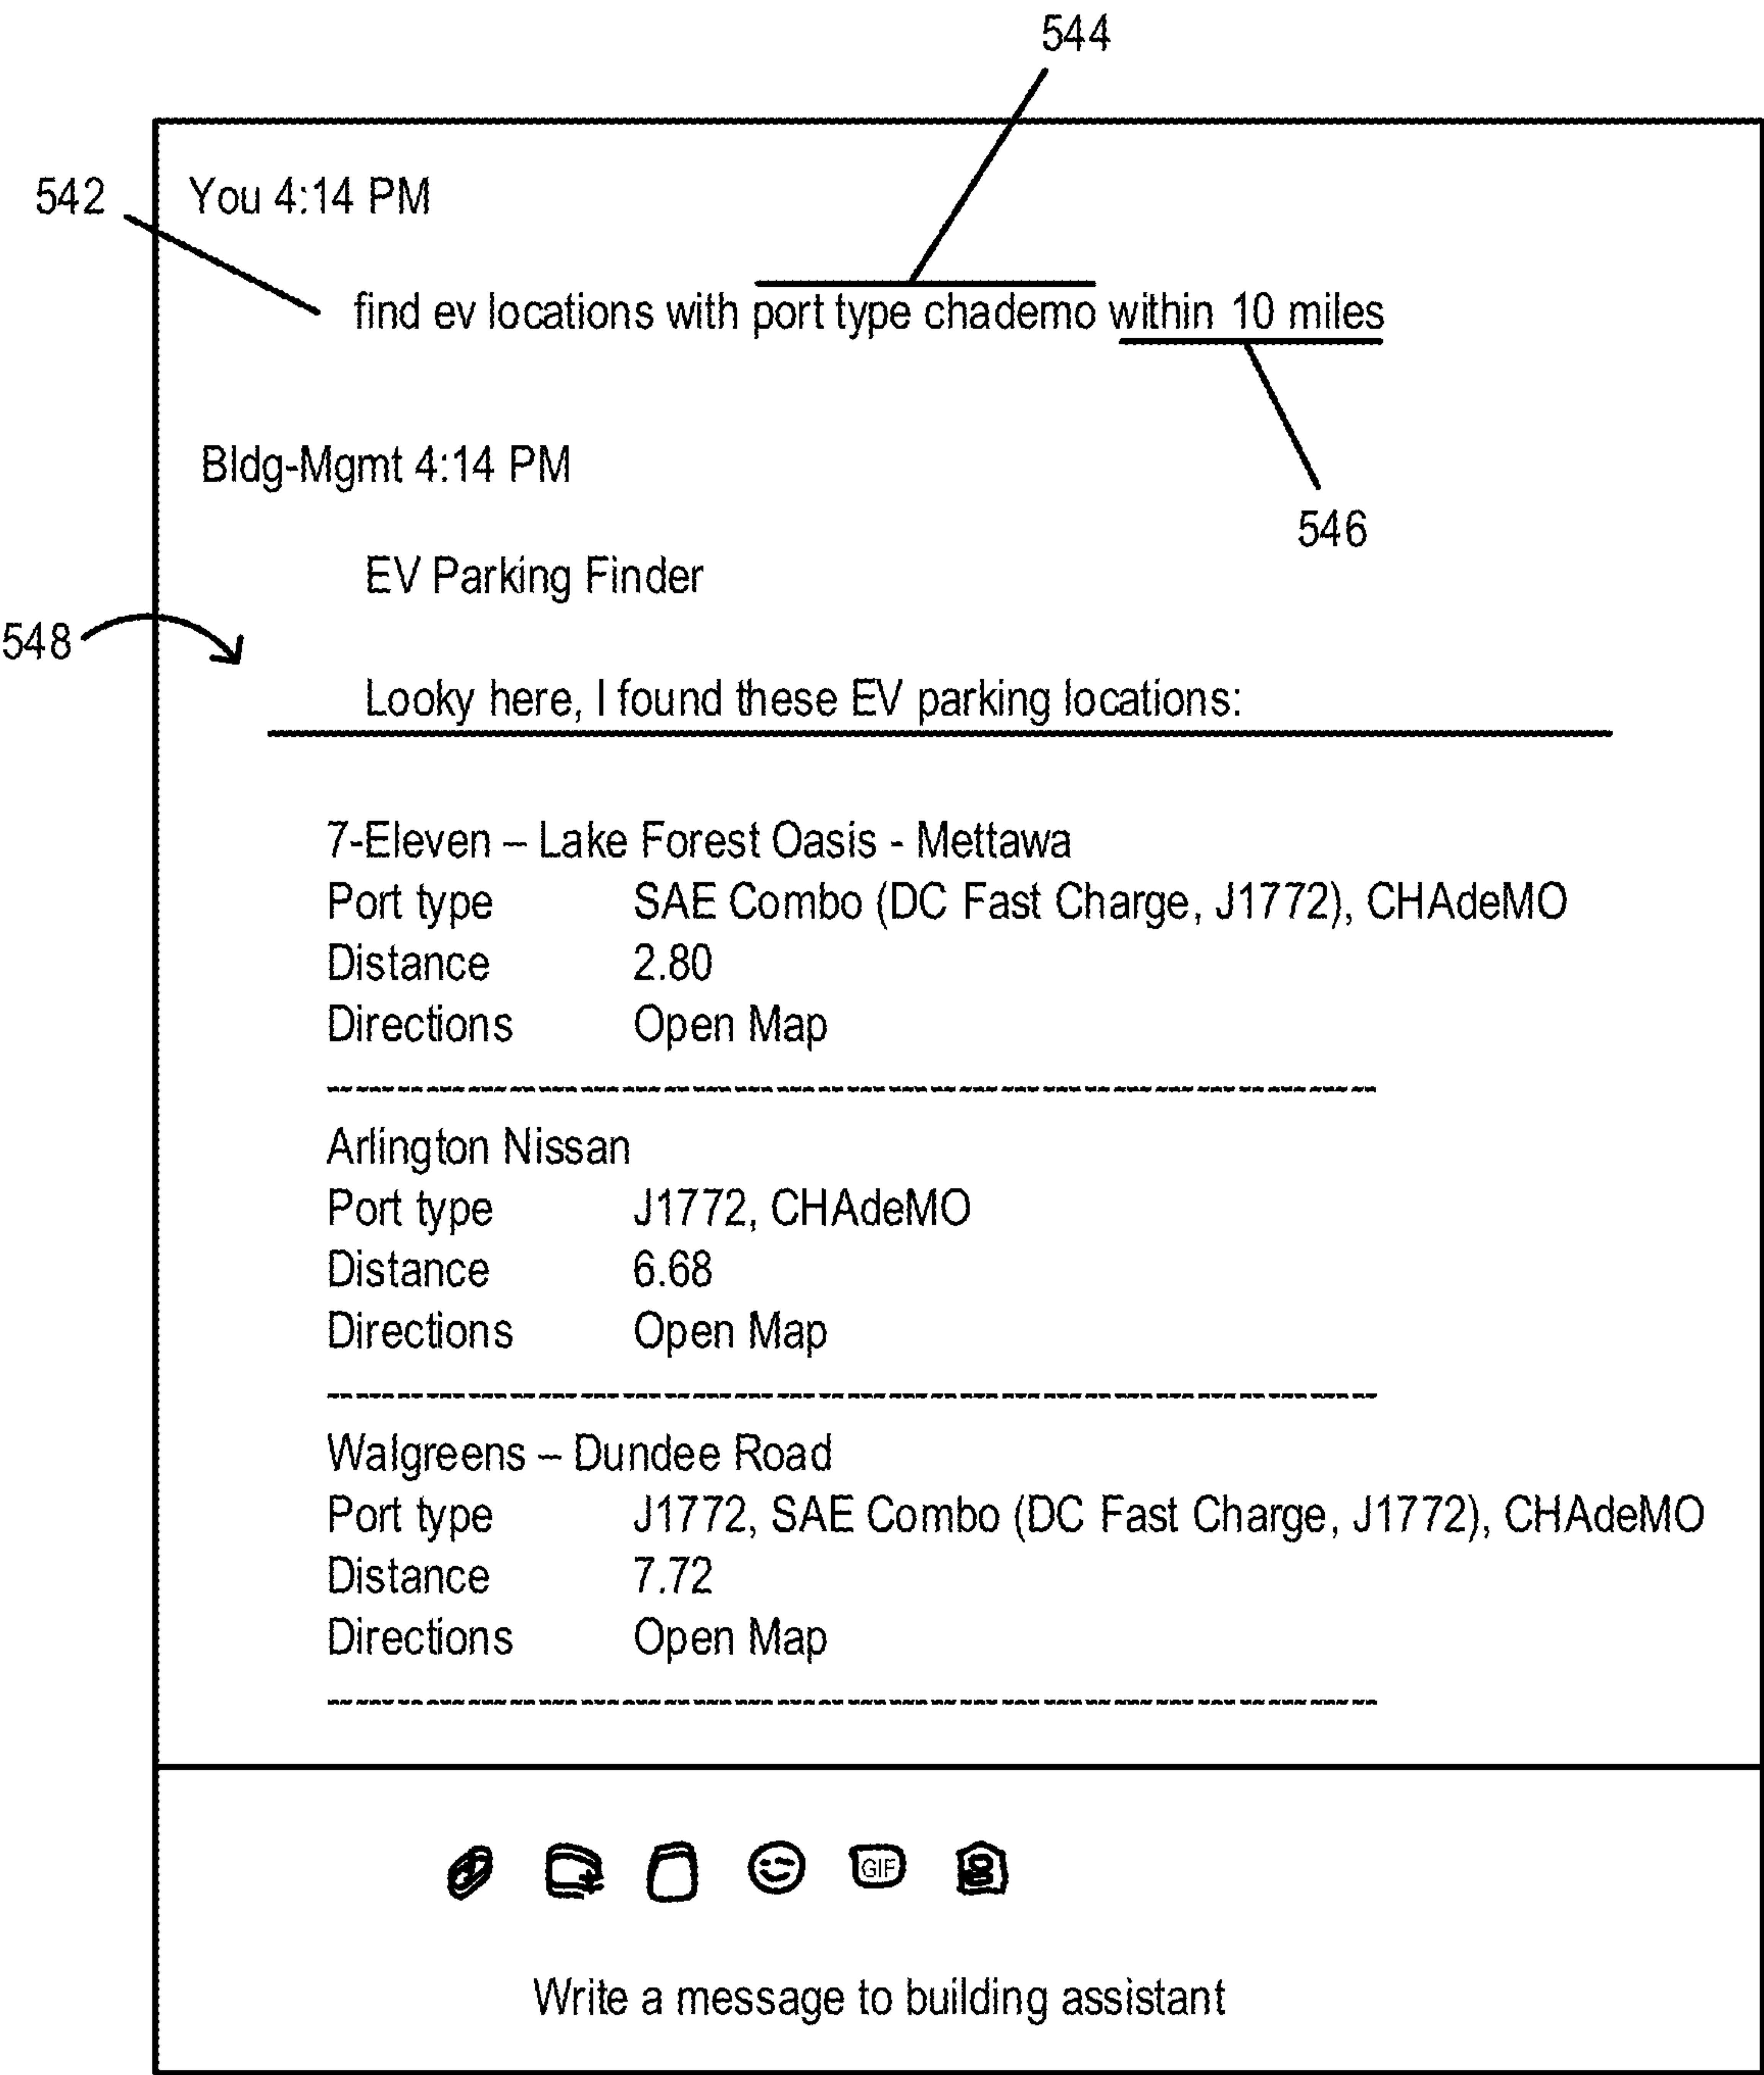 544
542
You 4:14 PM
find ev locations with port type chademo within 10 miles
Bldg-Mgmt 4:14 PM
546
EV Parking Finder
548
Looky here, I found these EV parking locations:
7-Eleven – Lake Forest Oasis - Mettawa
Port type SAE Combo (DC Fast Charge, J1772), CHAdeMO
Distance 2.80
Directions Open Map
Arlington Nissan
Port type J1772, CHAdeMO
Distance 6.68
Directions Open Map
Walgreens – Dundee Road
Port type J1772, SAE Combo (DC Fast Charge, J1772), CHAdeMO
Distance 7.72
Directions Open Map
GIF
Write a message to building assistant